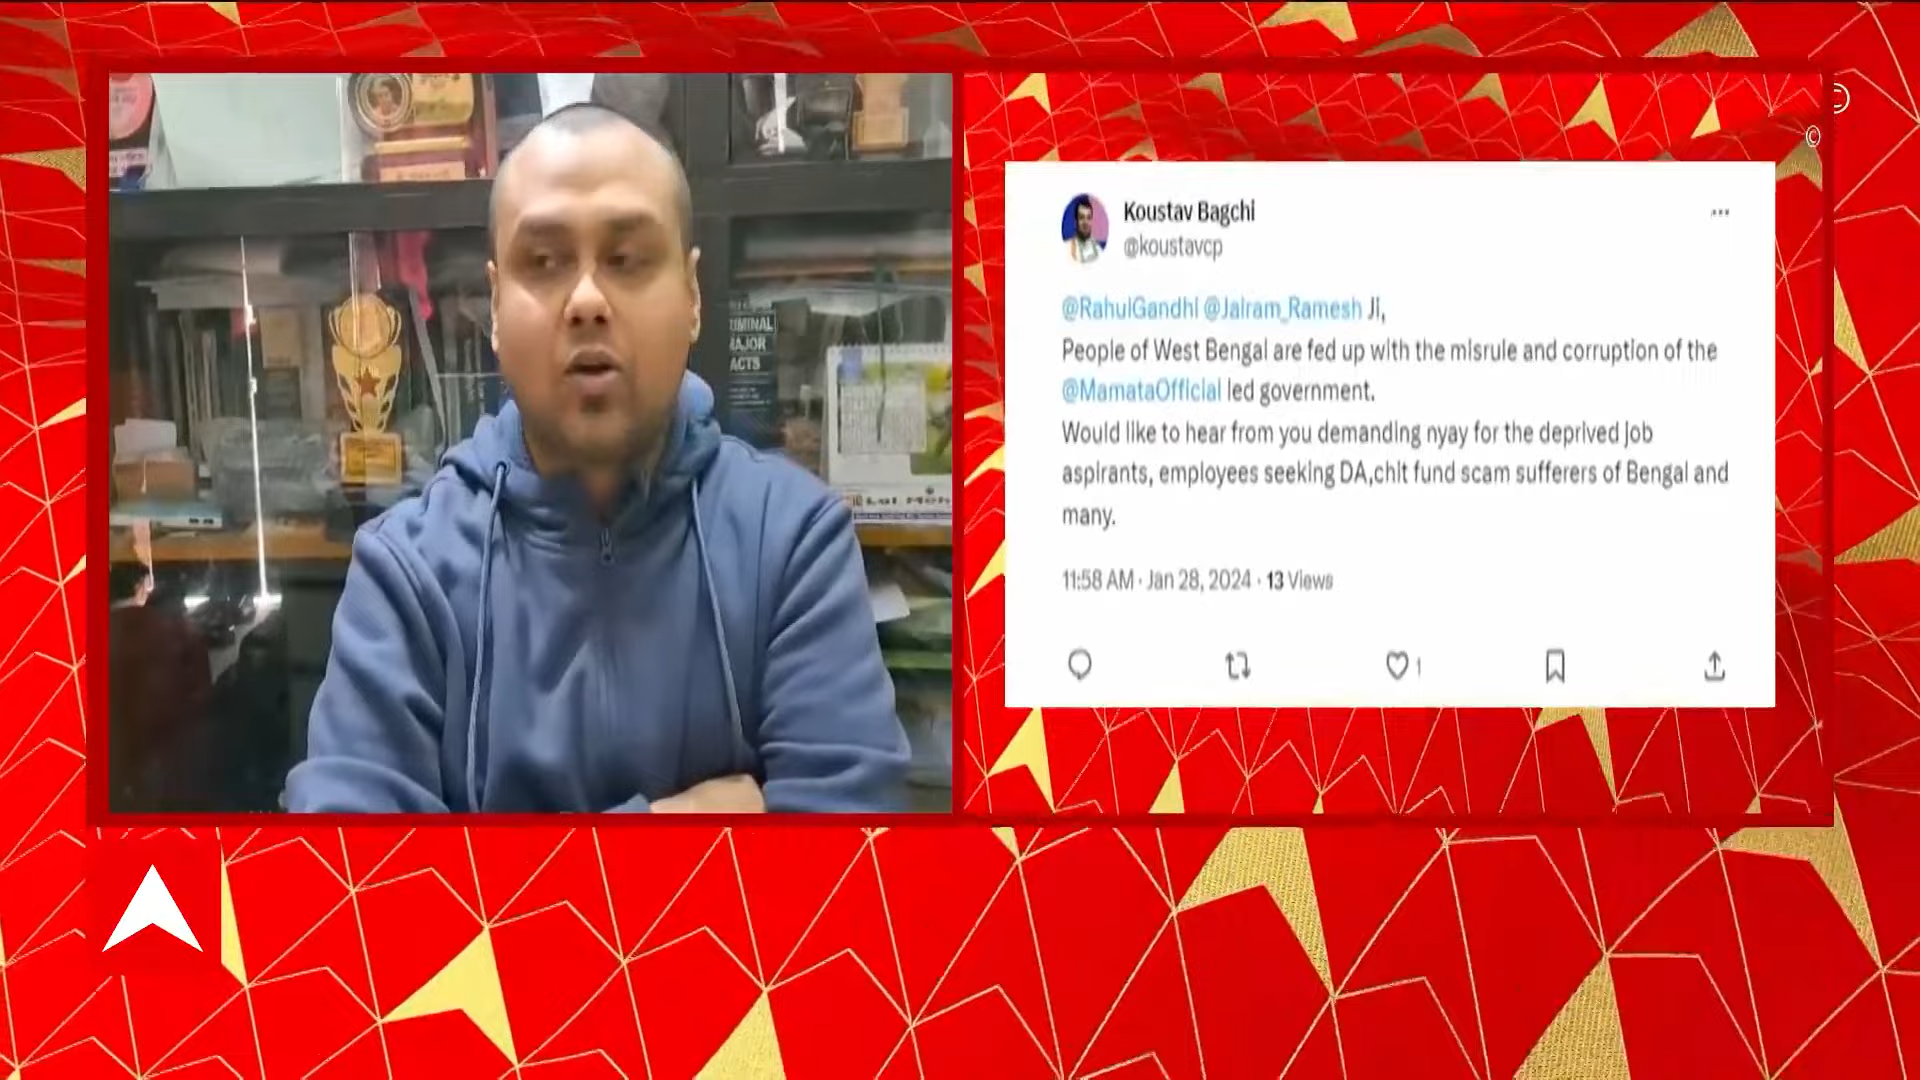 IMINAL
MAJOR
ACTS
Koustav Bagchi
@koustavcp
@RahulGandhi @Jairam_Ramesh Ji,
People of West Bengal are fed up with the misrule and corruption of the
@MamataOfficial led government.
Would like to hear from you demanding nyay for the deprived job
aspirants, employees seeking DA,chit fund scam sufferers of Bengal and
many.
11:58 AM · Jan 28, 2024 · 13 Views
1
©